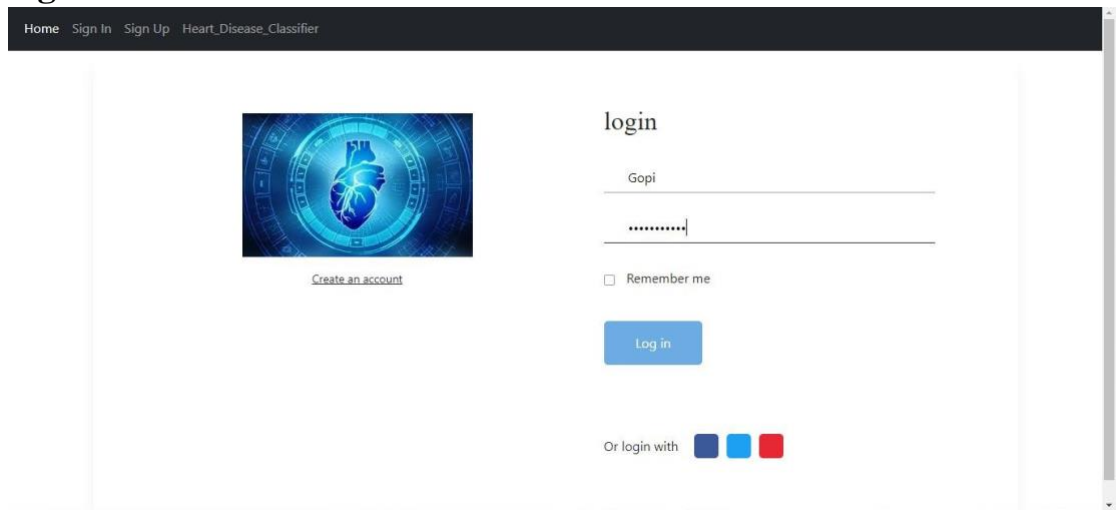 Home Sign In Sign Up Heart_Disease_Classifier
login
Gopi
•••••••••••
Create an account
Remember me
Log in
Or login with